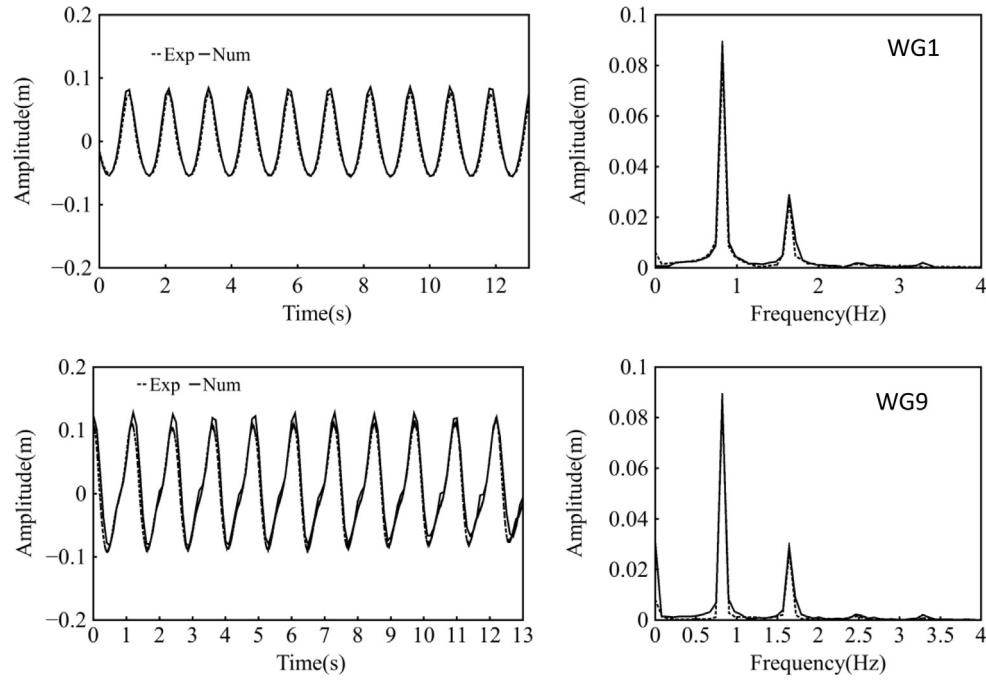 0.2
0.1
0
−0.1
−0.2
Amplitude(m)
Exp Num
0 2 4 6 8 10 12
Time(s)
0.1
0.08
0.06
0.04
0.02
0
Amplitude(m)
WG1
0 1 2 3 4
Frequency(Hz)
0.2
0.1
0
−0.1
−0.2
Amplitude(m)
Exp Num
0 1 2 3 4 5 6 7 8 9 10 11 12 13
Time(s)
0.1
0.08
0.06
0.04
0.02
0
Amplitude(m)
WG9
0 0.5 1 1.5 2 2.5 3 3.5 4
Frequency(Hz)